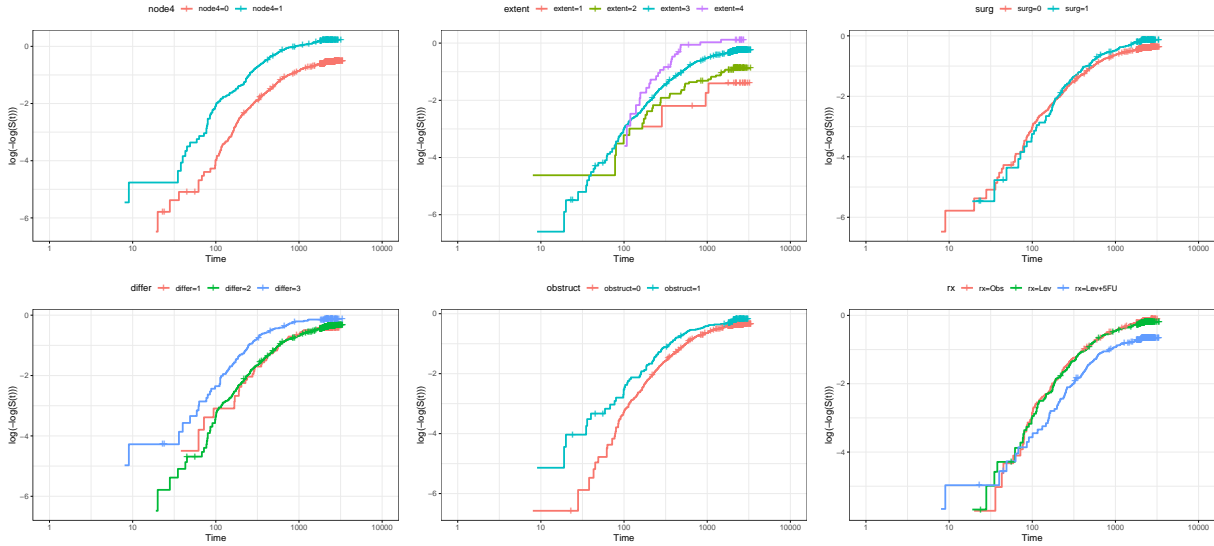 node4 node4=0 node4=1
log(−log(S(t)))
0
−2
−4
−6
1 10 100 1000 10000
Time
extent extent=1 extent=2 extent=3 extent=4
log(−log(S(t)))
0
−2
−4
−6
1 10 100 1000 10000
Time
surg surg=0 surg=1
log(−log(S(t)))
0
−2
−4
−6
1 10 100 1000 10000
Time
differ differ=1 differ=2 differ=3
log(−log(S(t)))
0
−2
−4
−6
1 10 100 1000 10000
Time
obstruct obstruct=0 obstruct=1
log(−log(S(t)))
0
−2
−4
−6
1 10 100 1000 10000
Time
rx rx=Obs rx=Lev rx=Lev+5FU
log(−log(S(t)))
0
−2
−4
1 10 100 1000 10000
Time